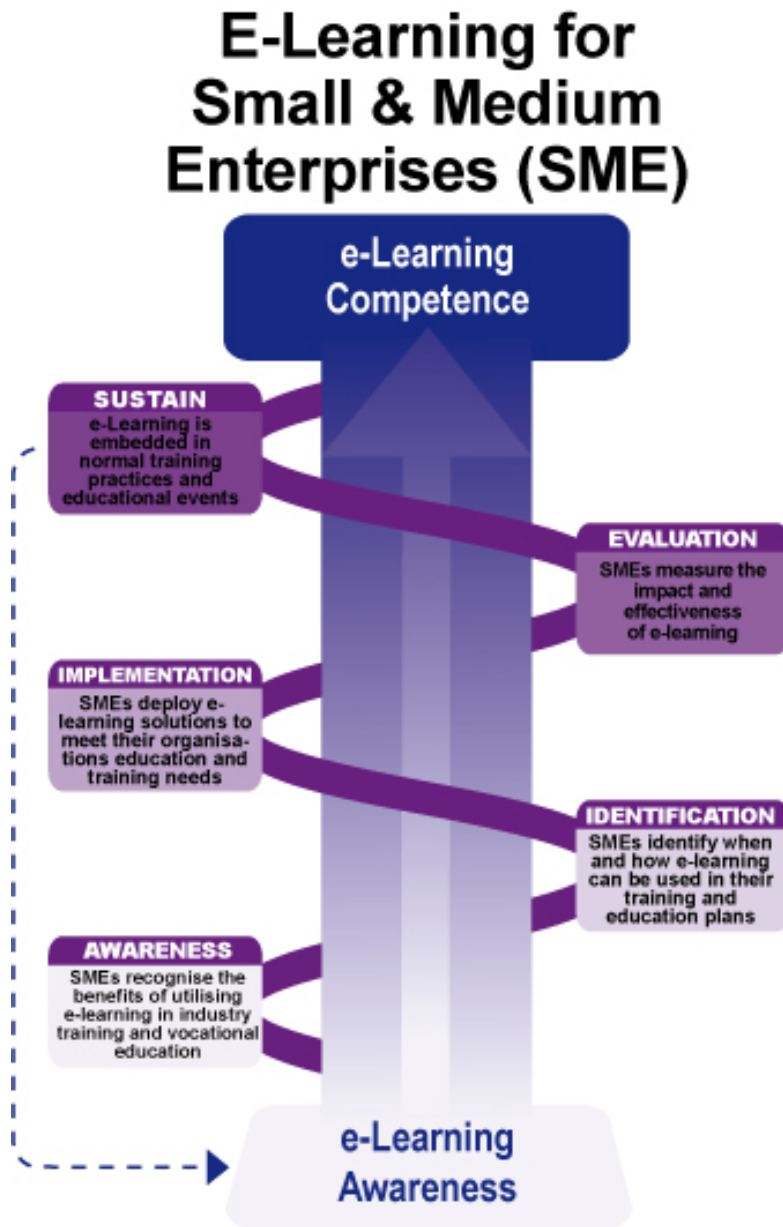 E-Learning for
Small & Medium
Enterprises (SME)
e-Learning
Competence
SUSTAIN
e-Learning is
embedded in
normal training
practices and
educational events
EVALUATION
SMEs measure the
impact and
effectiveness
of e-learning
IMPLEMENTATION
SMEs deploy e-
learning solutions to
meet their organisa-
tions education and
training needs
IDENTIFICATION
SMEs identify when
and how e-learning
can be used in their
training and
education plans
AWARENESS
SMEs recognise the
benefits of utilising
e-learning in industry
training and vocational
education
e-Learning
Awareness